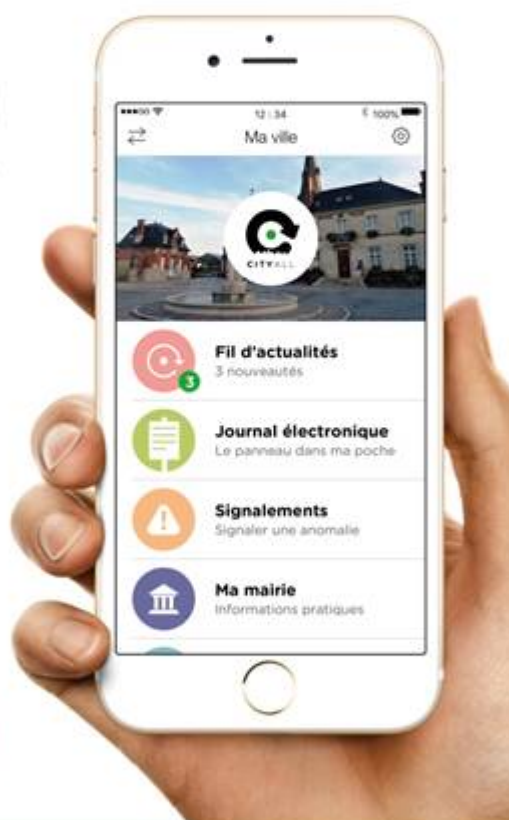 12:34
100%
Ma ville
CITYALL
Fil d'actualités
3 nouveautés
3
Journal électronique
Le panneau dans ma poche
Signalements
Signaler une anomalie
Ma mairie
Informations pratiques